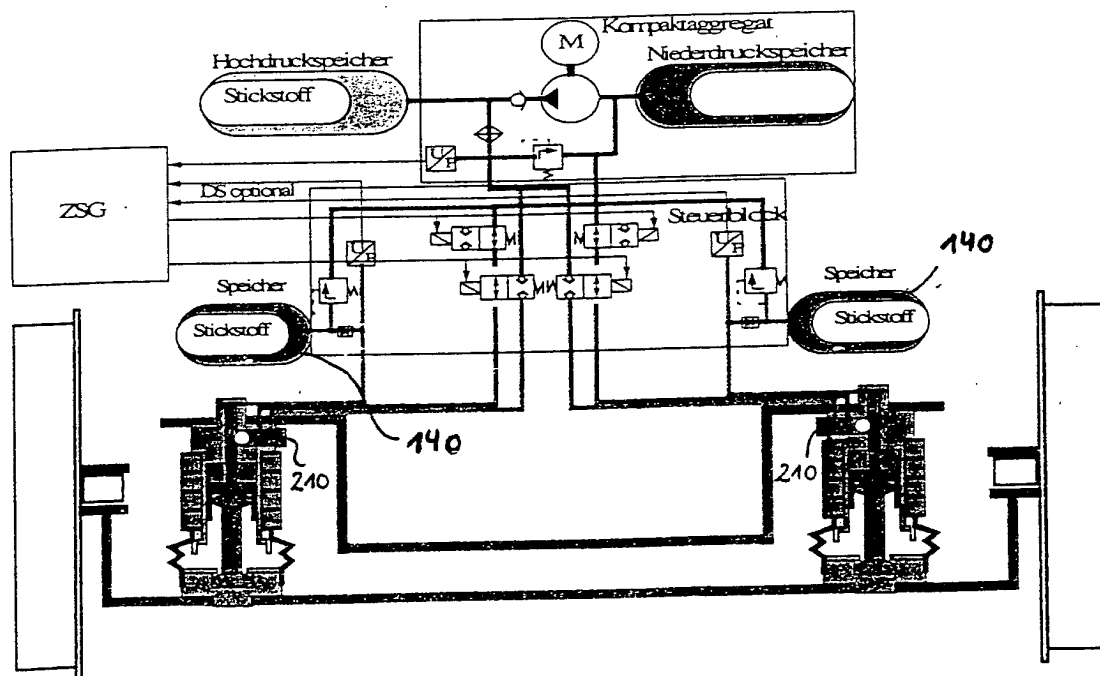 Kompaktaggregat
M
Hochdruckspeicher
Niederdruckspeicher
Stickstoff
U
P
DS optional
ZSG
Steuerblock
U
P
U
P
140
Speicher
Speicher
Stickstoff
Stickstoff
140
210
210